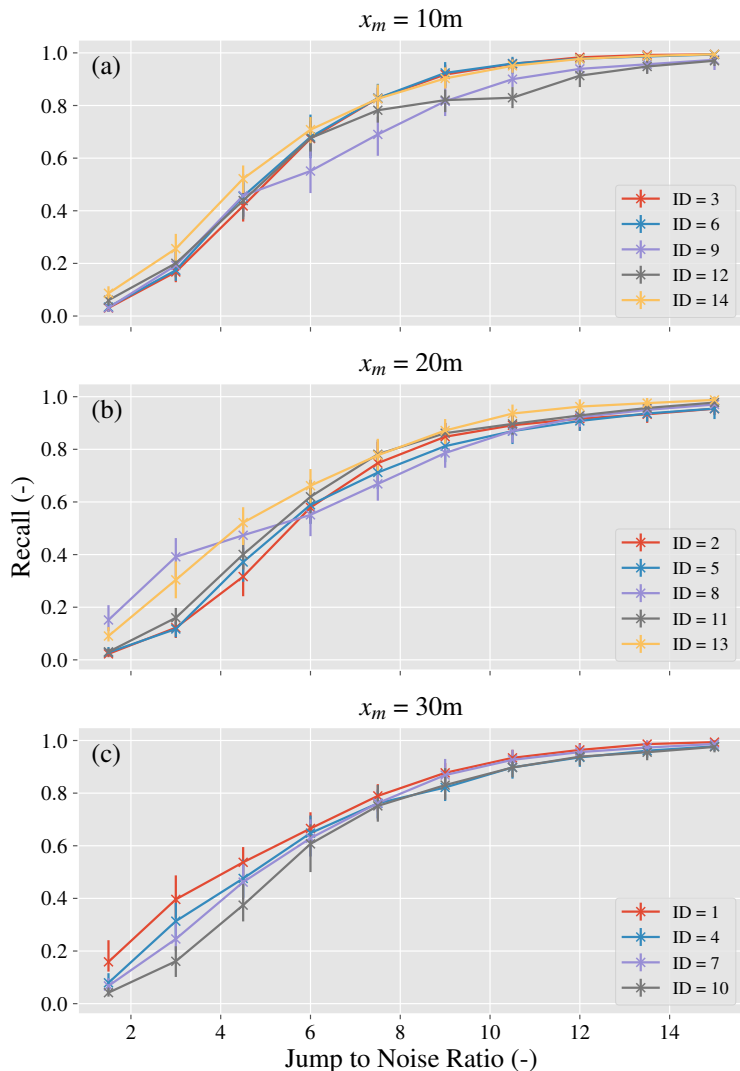 x_m = 10m
(a)
1.0
0.8
0.6
0.4
0.2
0.0
ID = 3
ID = 6
ID = 9
ID = 12
ID = 14
x_m = 20m
(b)
1.0
0.8
0.6
0.4
0.2
0.0
Recall (-)
ID = 2
ID = 5
ID = 8
ID = 11
ID = 13
x_m = 30m
(c)
1.0
0.8
0.6
0.4
0.2
0.0
ID = 1
ID = 4
ID = 7
ID = 10
2 4 6 8 10 12 14
Jump to Noise Ratio (-)